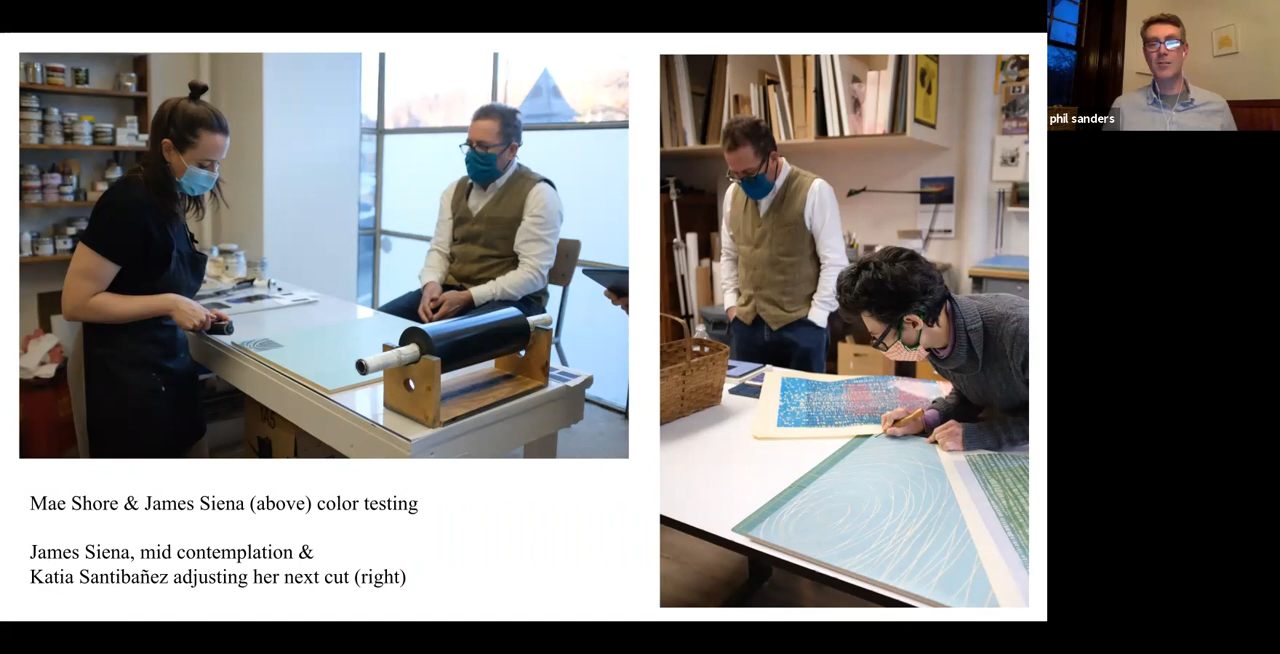 phil sanders
Mae Shore & James Siena (above) color testing
James Siena, mid contemplation &
Katia Santibañez adjusting her next cut (right)